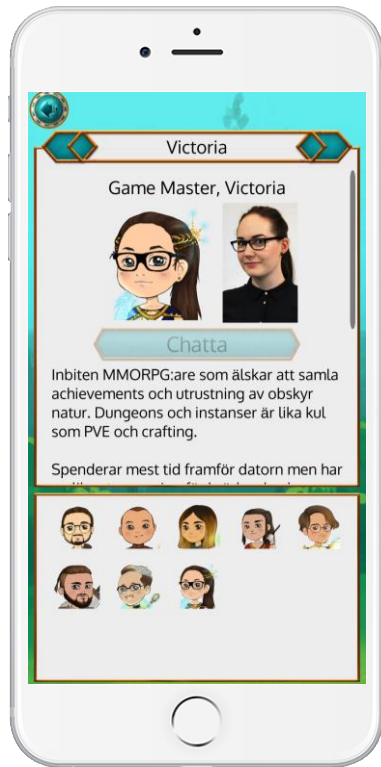 Victoria
Game Master, Victoria
Chatta
Inbiten MMORPG:are som älskar att samla
achievements och utrustning av obskyr
natur. Dungeons och instanser är lika kul
som PVE och crafting.
Spenderar mest tid framför datorn men har